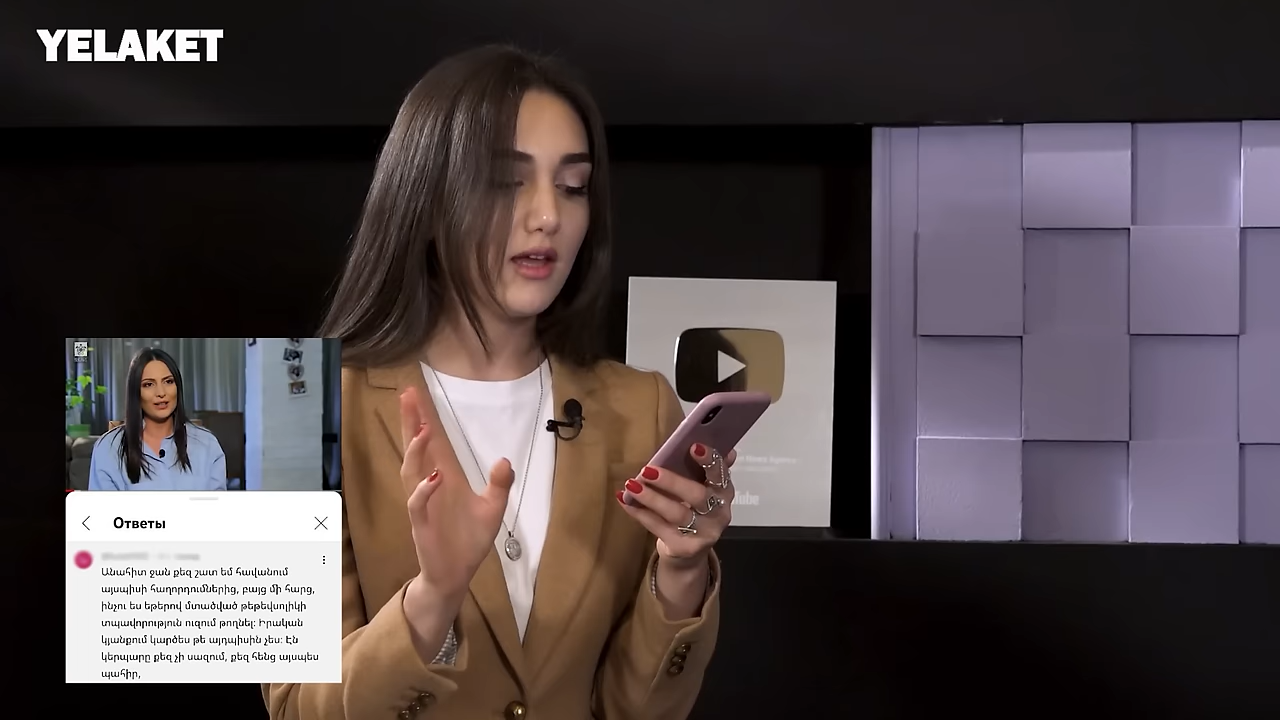 YELAKET
Ответы
Անահիտ ջան քեզ շատ եմ հավանում
այսպիսի հաղորդումներից, բայց մի հարց,
ինչու ես եթերով մտածված թեթեվսոլիկի
տպավորություն ուզում թողնել։ Իրական
կյանքում կարծես թե այդպիսին չես։ Էն
կերպարը քեզ չի սազում, քեզ հենց այսպես
պահիր,